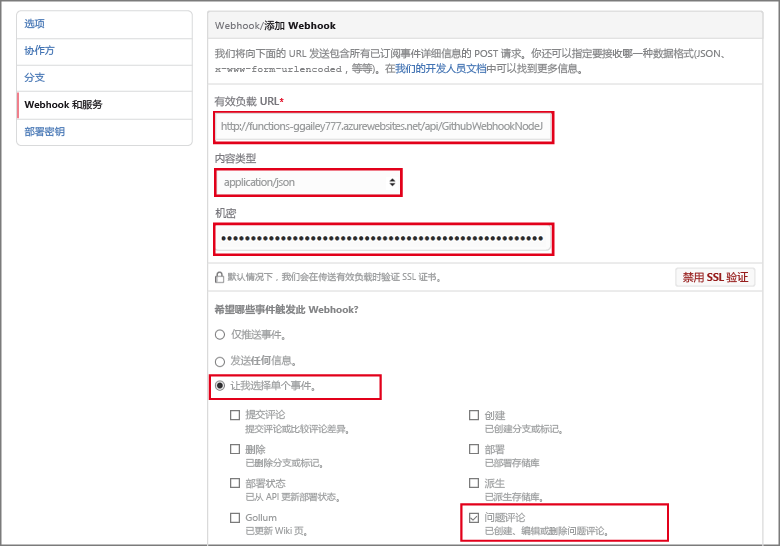 选项
协作方
分支
Webhook 和服务
部署密钥
Webhook/添加 Webhook
我们将向下面的 URL 发送包含所有已订阅事件详细信息的 POST 请求。你还可以指定要接收哪一种数据格式(JSON、
x-www-form-urlencoded，等等)。在我们的开发人员文档中可以找到更多信息。
有效负载 URL*
http://functions-ggailey777.azurewebsites.net/api/GithubWebhookNodeJ
内容类型
application/json
机密
默认情况下，我们会在传送有效负载时验证 SSL 证书。
禁用 SSL 验证
希望哪些事件触发此 Webhook?
仅推送事件。
发送任何信息。
让我选择单个事件。
提交评论
提交评论或比较评论差异。
创建
已创建分支或标记。
删除
已删除分支或标记。
部署
已部署存储库
部署状态
已从 API 更新部署状态。
派生
已派生存储库。
Gollum
已更新 Wiki 页。
问题评论
已创建、编辑或删除问题评论。